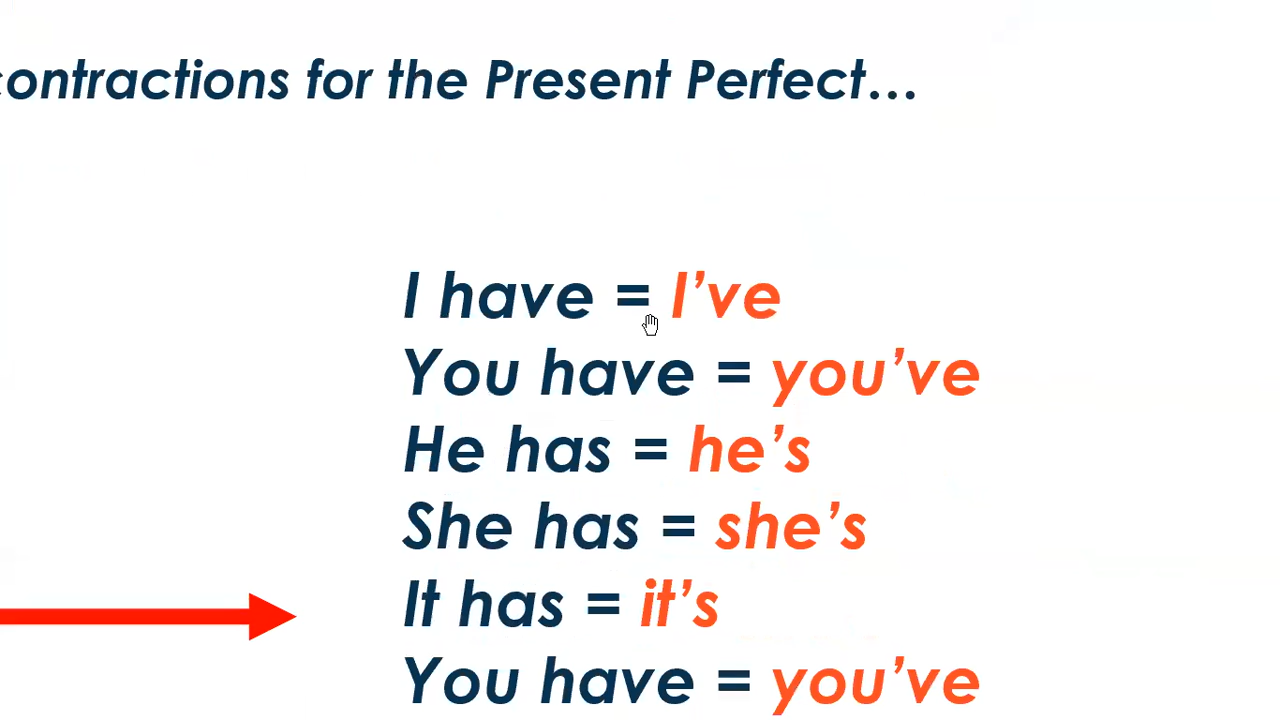 contractions for the Present Perfect…
I have = I’ve
You have = you’ve
He has = he’s
She has = she’s
It has = it’s
You have = you’ve